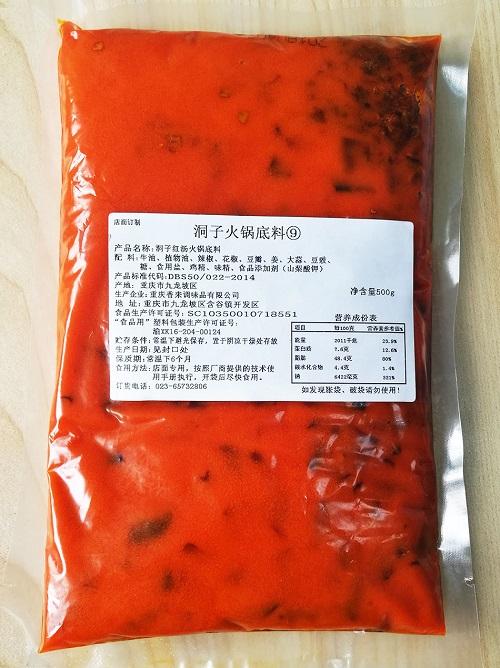 店面订制
洞子火锅底料⑨
产品名称:洞子红汤火锅底料
配 料:牛油、植物油、辣椒、花椒、豆瓣、姜、大蒜、豆豉、
糖、食用盐、鸡精、味精、食品添加剂(山梨酸钾)
产品标准代码:DBS50/022-2014
产地: 重庆市九龙坡区
生产企业:重庆香来调味品有限公司
净含量500g
地 址:重庆市九龙坡区含谷镇开发区
食品生产许可证号:SC10350010718551
“食品用”塑料包装生产许可证号:
渝XK16-204-00124
贮存条件:常温下避光保存,置于阴凉干燥处存放
生产日期:见封口处
保质期:常温下6个月
食用方法:店面专用,按照厂商提供的技术使
用手册执行,开袋后尽快食用。
订货电话:023-65732806
营养成份表
项目 每100克 营养素参考值%
能量 2011千焦 23.9%
蛋白质 7.6克 12.6%
脂肪 48.4克 80%
碳水化合物 4.4克 1.4%
钠 6422毫克 321%
如发现胀袋、破袋请勿使用!